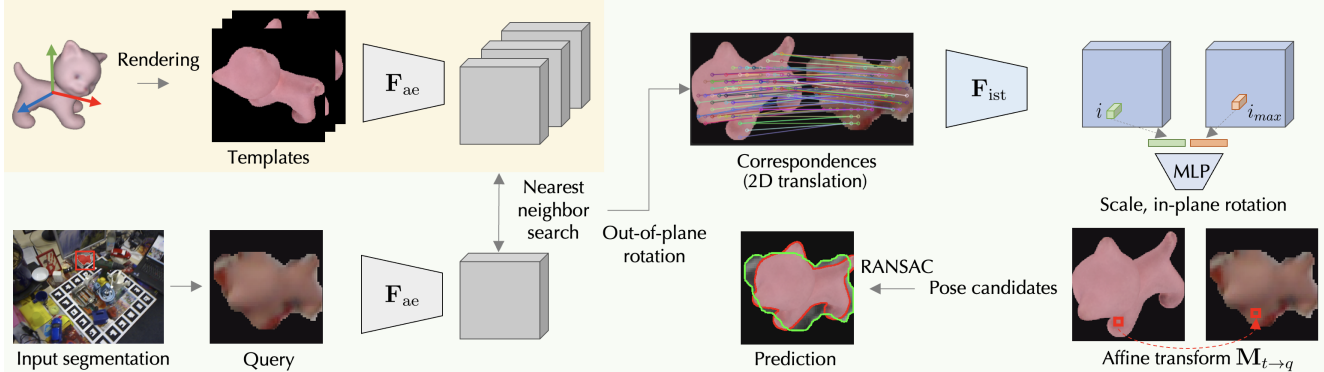 Rendering
Templates
F_ae
Nearest
neighbor
search
Out-of-plane
rotation
Input segmentation
Query
F_ae
Correspondences
(2D translation)
F_ist
i
i_max
MLP
Scale, in-plane rotation
RANSAC
Pose candidates
Prediction
Affine transform M_{t→q}